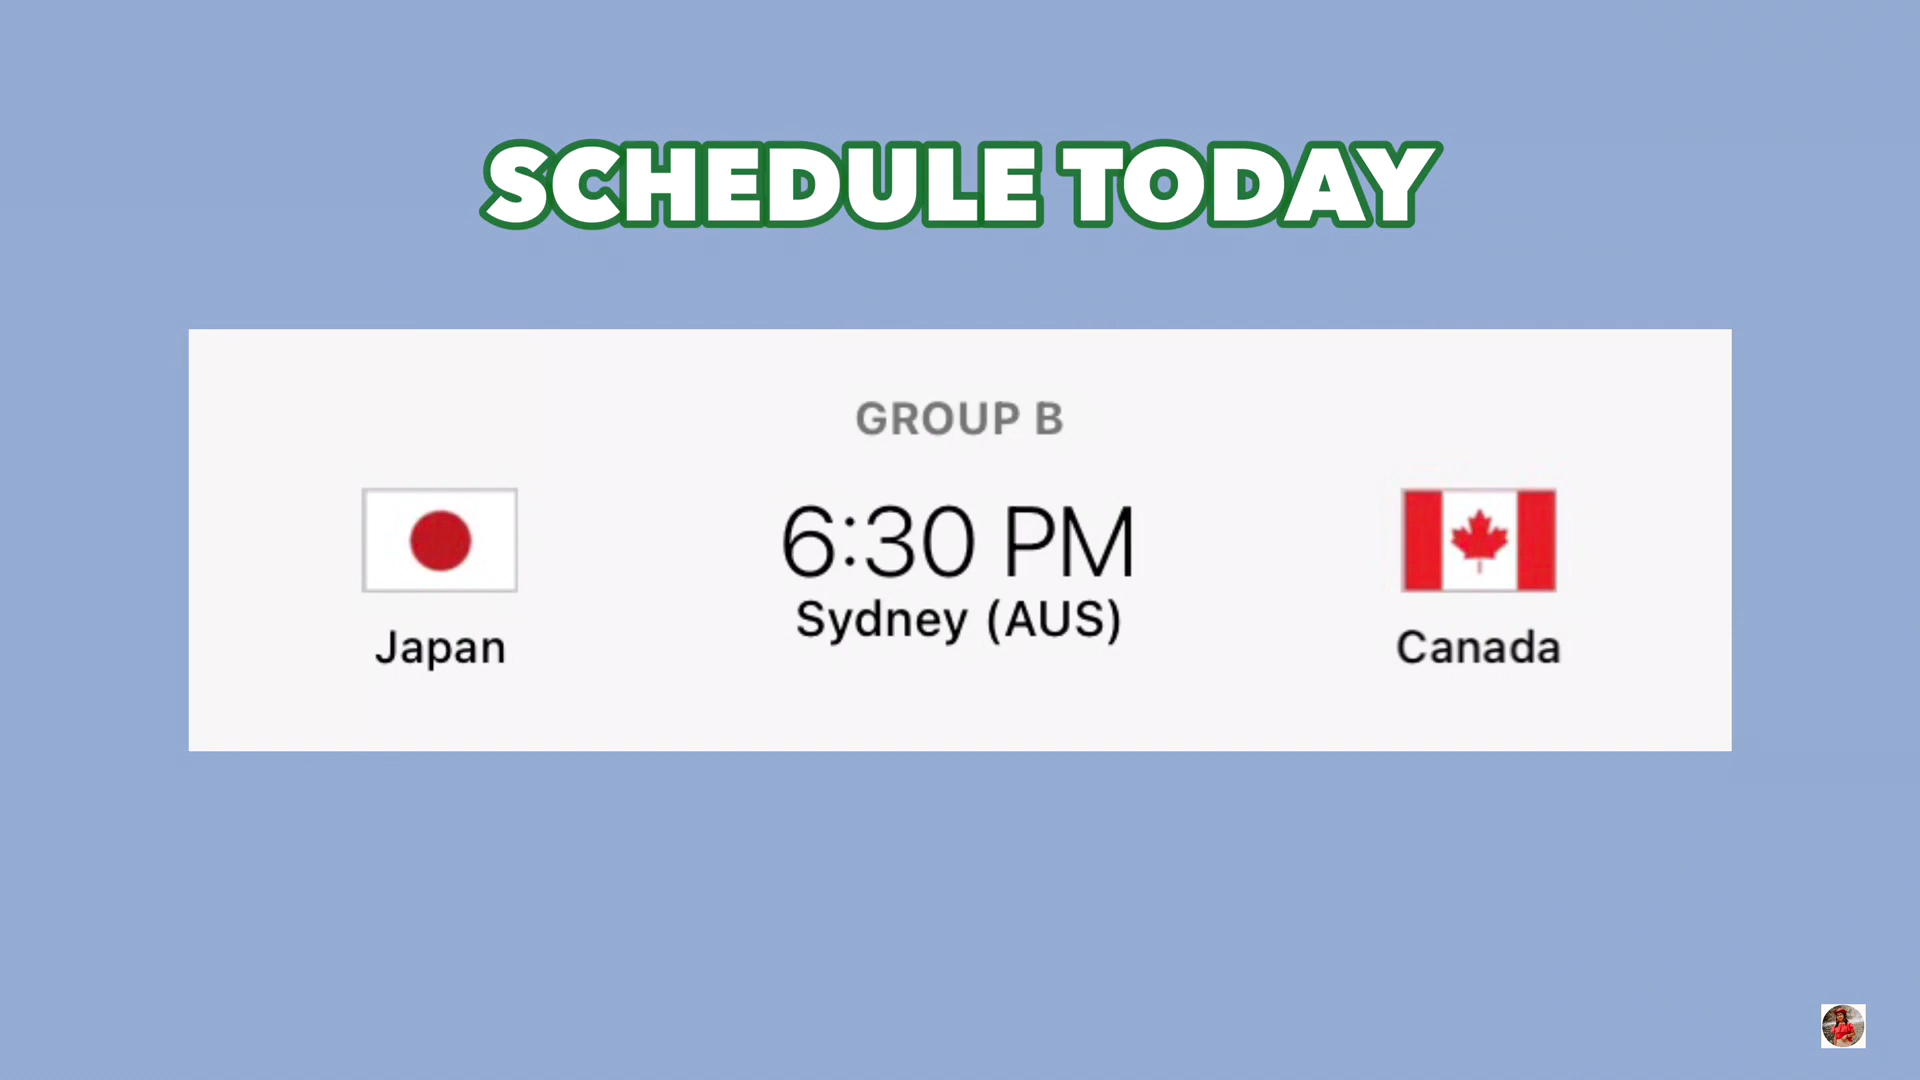 SCHEDULE TODAY
GROUP B
6:30 PM
Sydney (AUS)
Japan
Canada